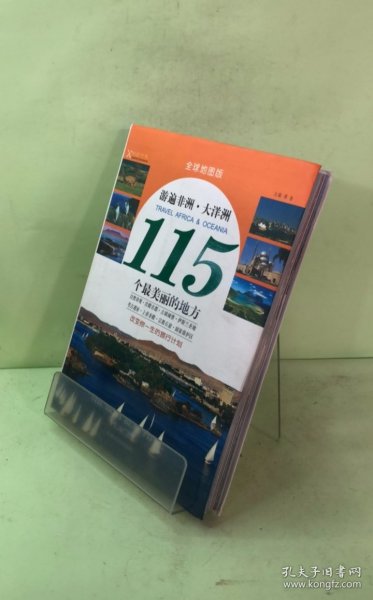 全球地图版
游遍非洲·大洋洲
TRAVEL AFRICA & OCEANIA
115
个最美丽的地方
改变你一生的旅行计划
孔夫子旧书网
www.kongfz.com